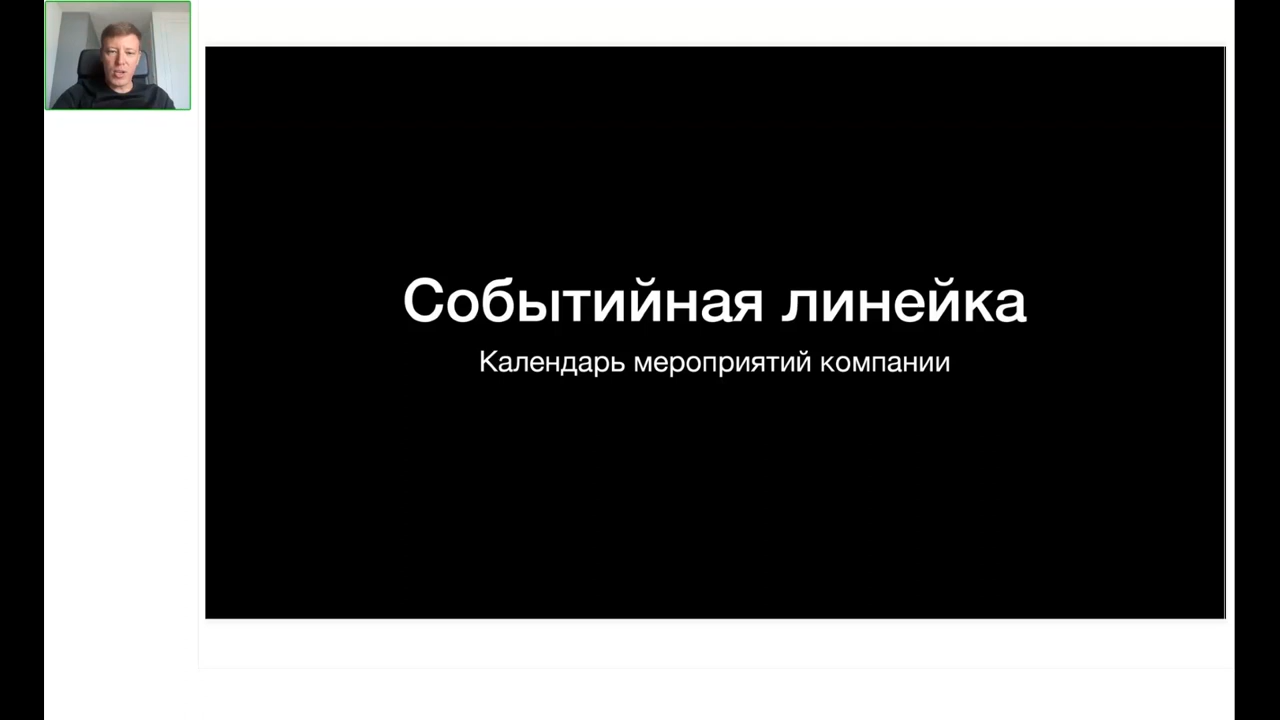 Событийная линейка
Календарь мероприятий компании